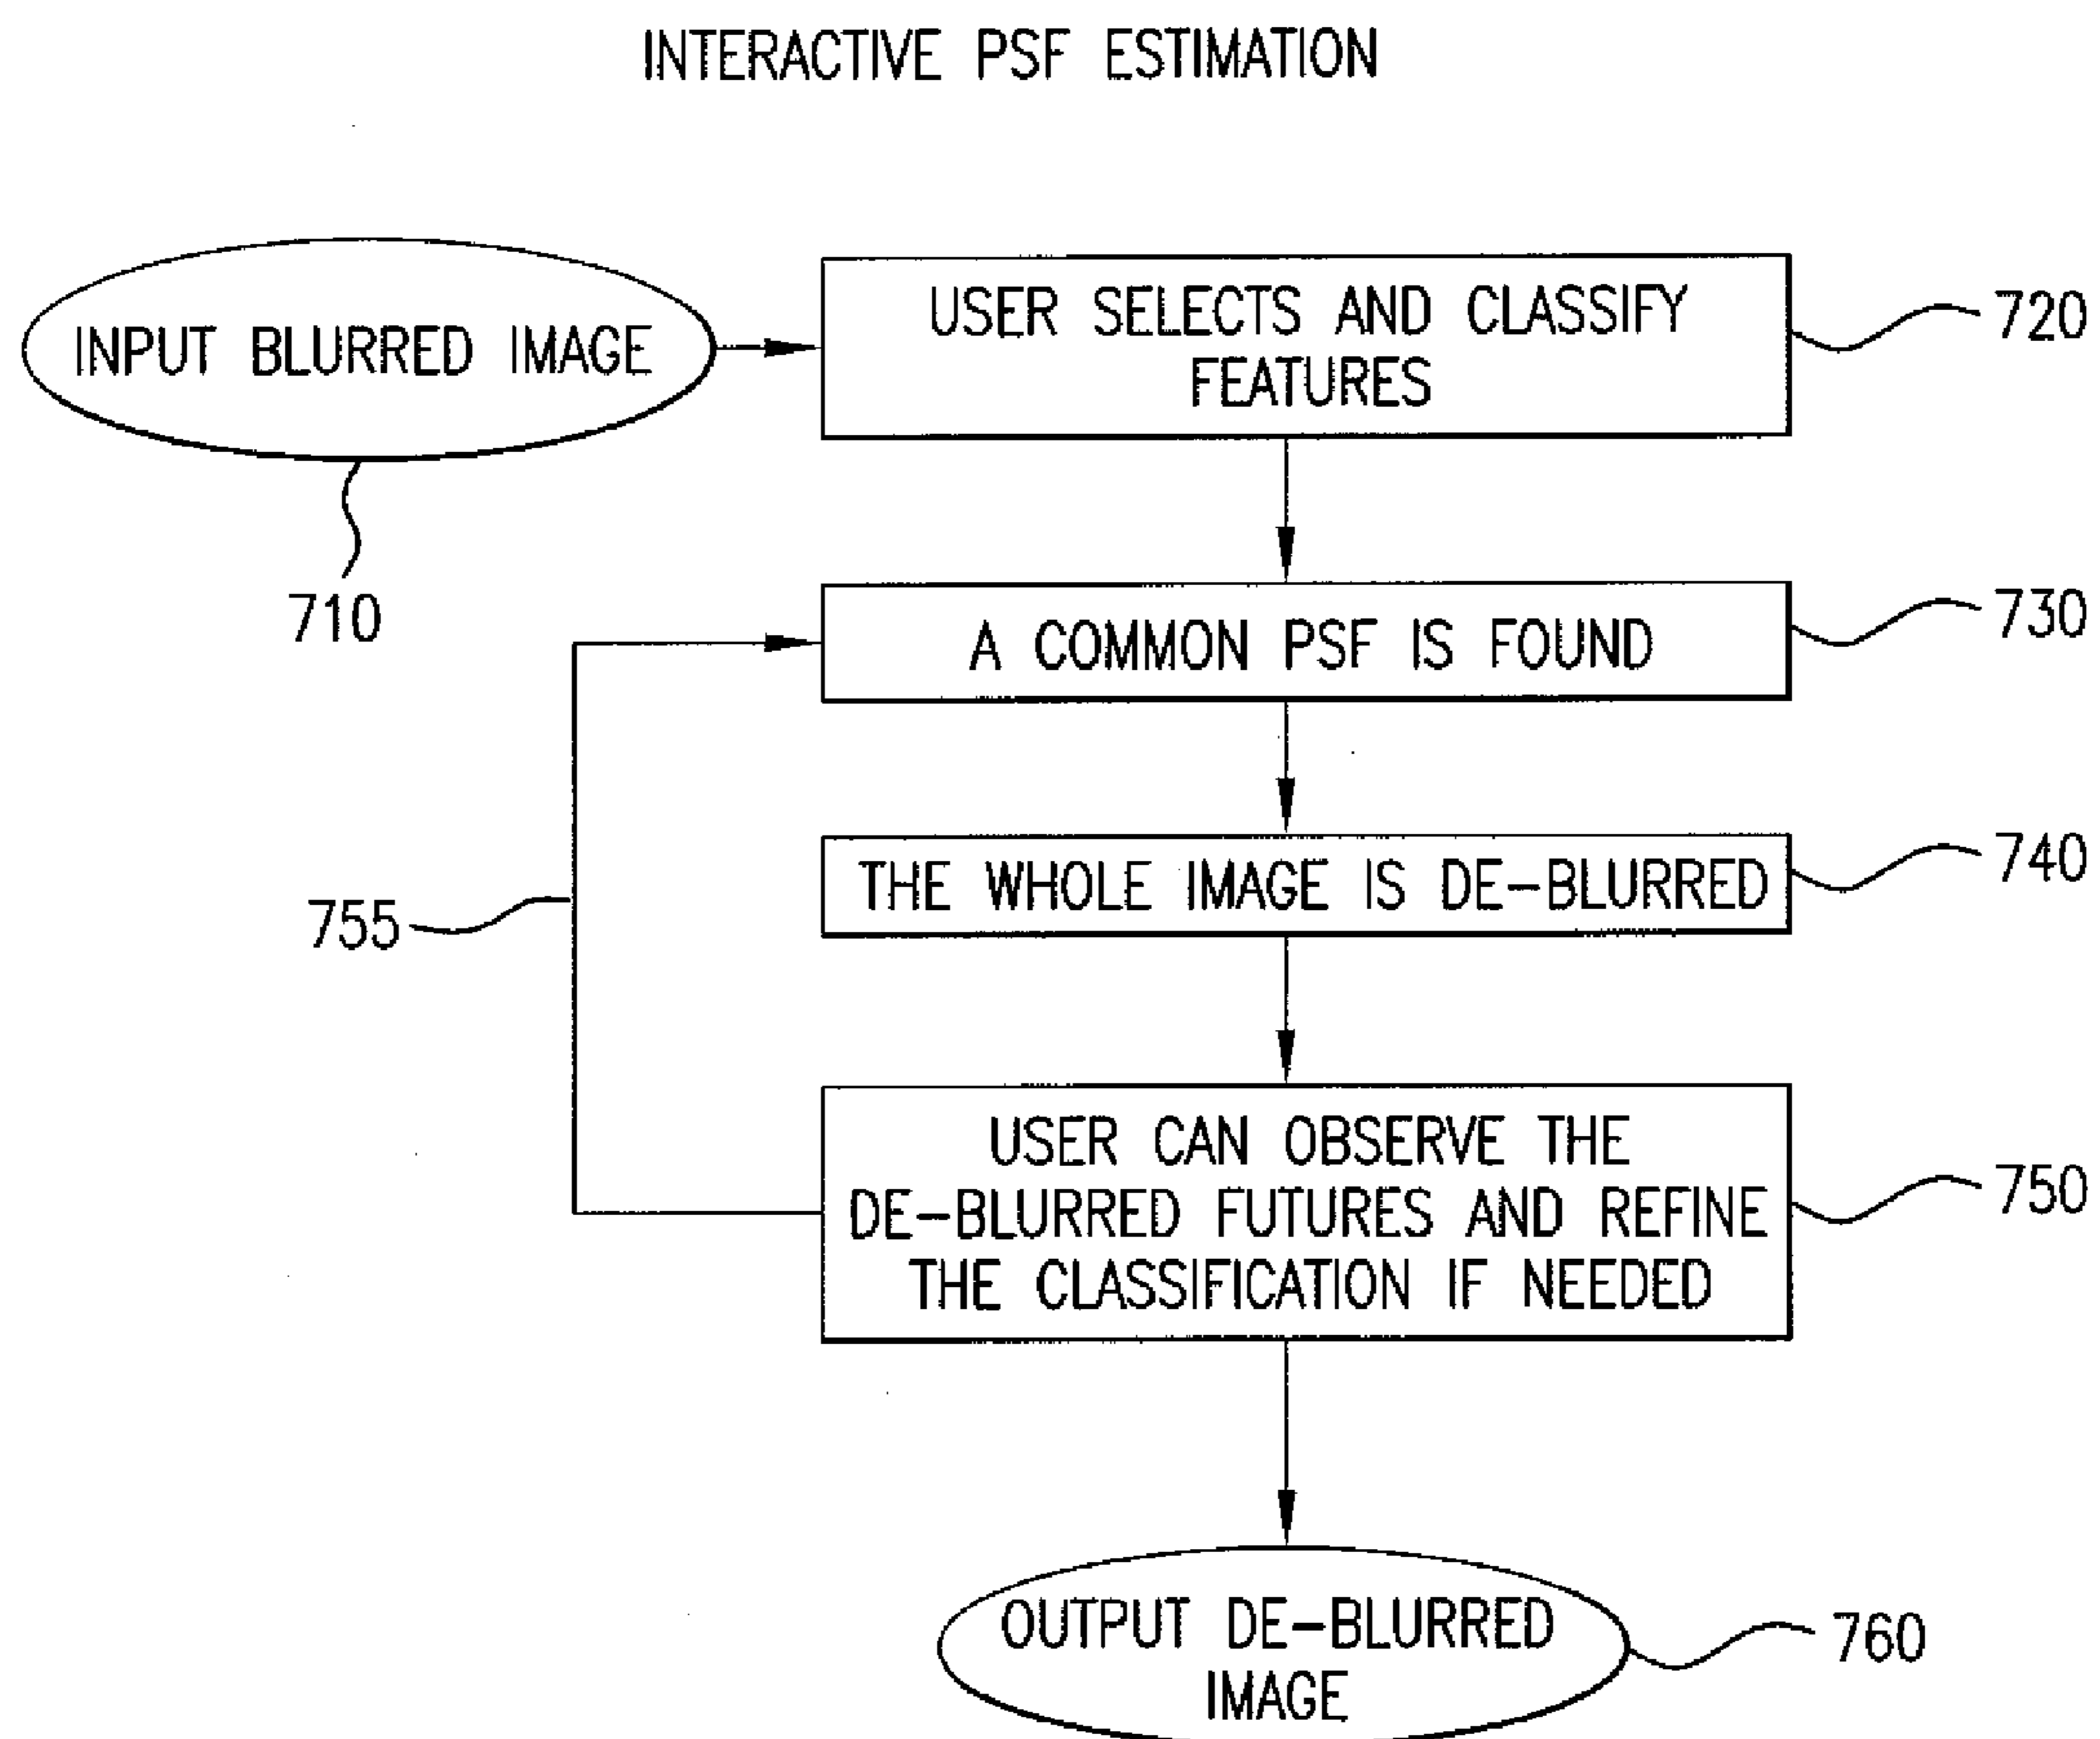 INTERACTIVE PSF ESTIMATION
INPUT BLURRED IMAGE
710
USER SELECTS AND CLASSIFY
FEATURES
720
A COMMON PSF IS FOUND
730
THE WHOLE IMAGE IS DE-BLURRED
740
755
USER CAN OBSERVE THE
DE-BLURRED FUTURES AND REFINE
THE CLASSIFICATION IF NEEDED
750
OUTPUT DE-BLURRED
IMAGE
760